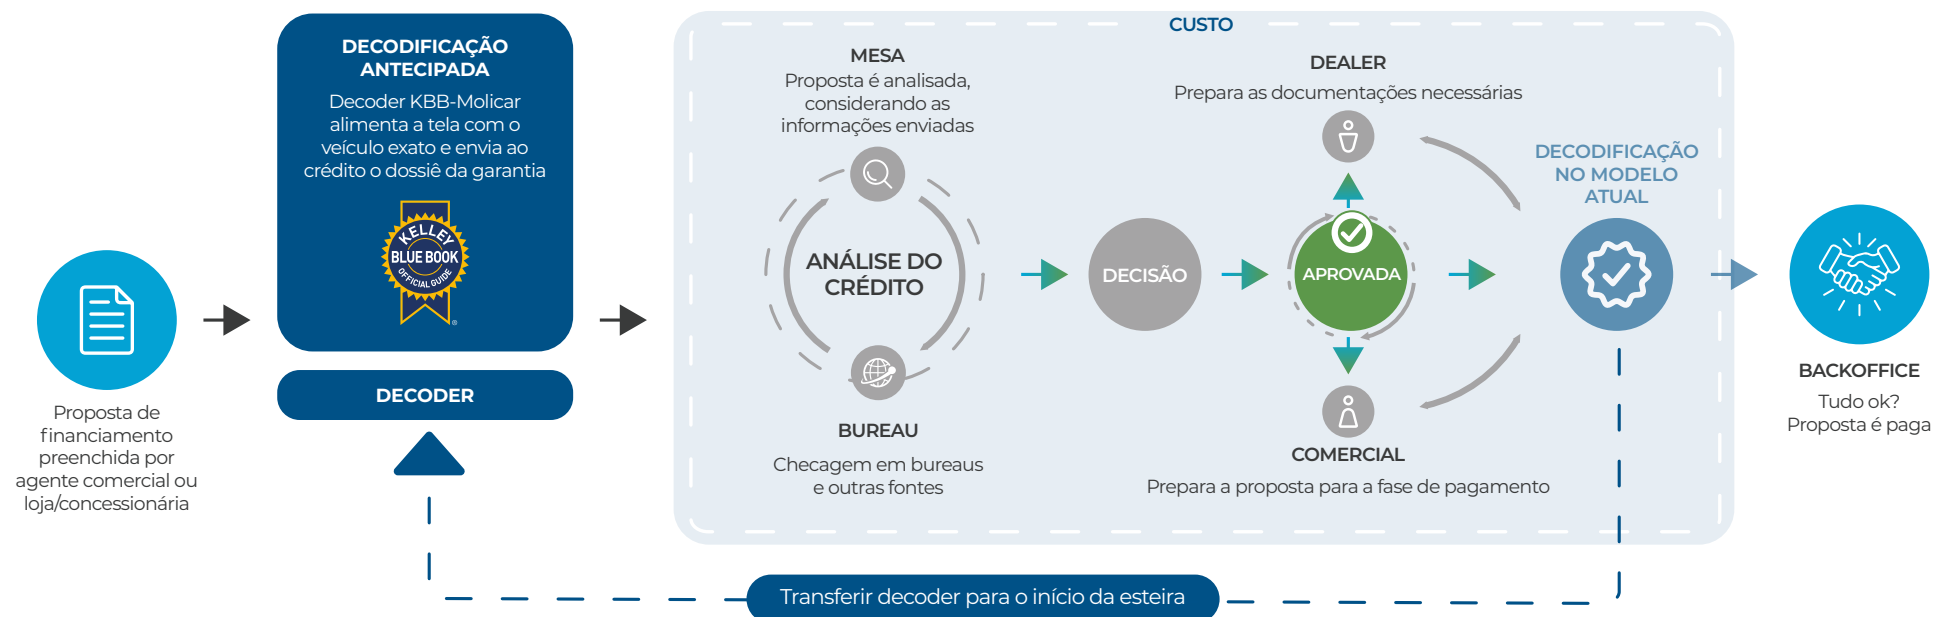 Proposta de
financiamento
preenchida por
agente comercial ou
loja/concessionária
DECODIFICAÇÃO
ANTECIPADA
Decoder KBB-Molicar
alimenta a tela com o
veículo exato e envia ao
crédito o dossiê da garantia
KELLEY
BLUE BOOK
OFFICIAL GUIDE
®
DECODER
CUSTO
MESA
Proposta é analisada,
considerando as
informações enviadas
ANÁLISE DO
CRÉDITO
BUREAU
Checagem em bureaus
e outras fontes
DECISÃO
DEALER
Prepara as documentações necessárias
APROVADA
COMERCIAL
Prepara a proposta para a fase de pagamento
DECODIFICAÇÃO
NO MODELO
ATUAL
BACKOFFICE
Tudo ok?
Proposta é paga
Transferir decoder para o início da esteira